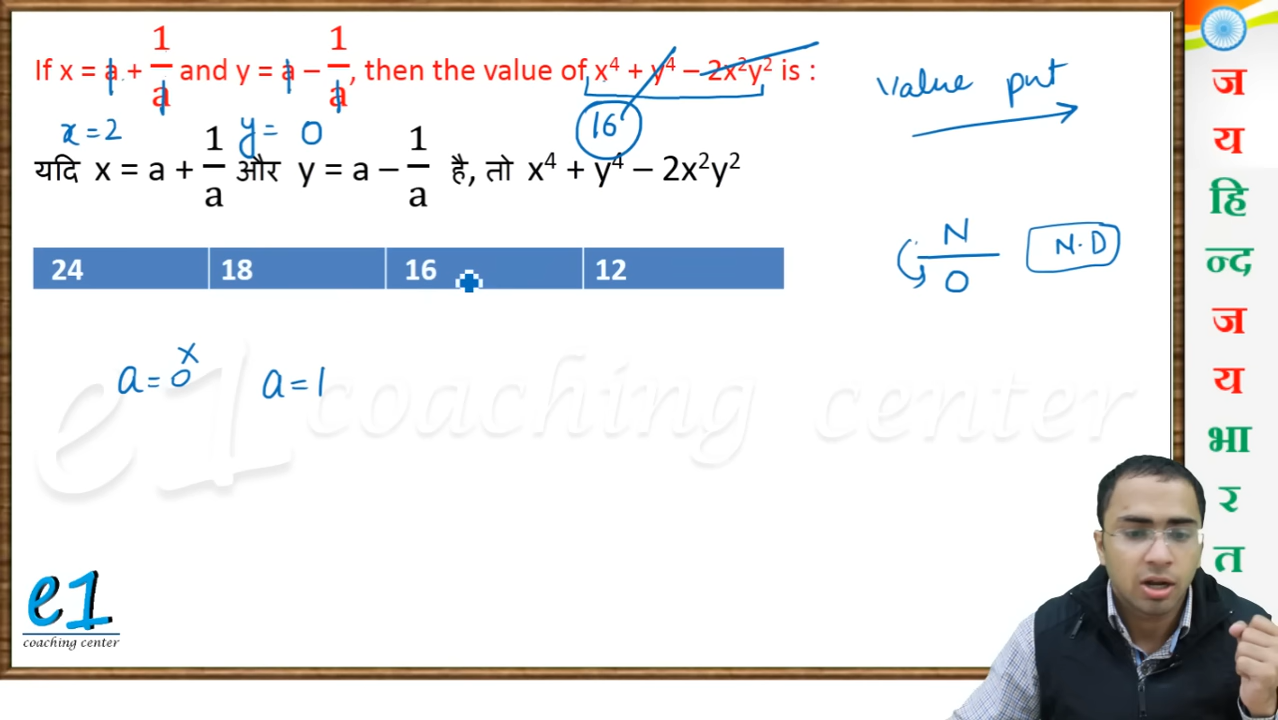 If x = a + 1/a and y = a − 1/a, then the value of x⁴ + y⁴ − 2x²y² is :
value put
x = 2
y = 0
16
यदि x = a + 1/a और y = a − 1/a है, तो x⁴ + y⁴ − 2x²y²
N/0
N.D
24 18 16 12
a = 0 x
a = 1
e1 coaching center
e1
coaching center
ज
य
हि
न्द
ज
य
भा
र
त